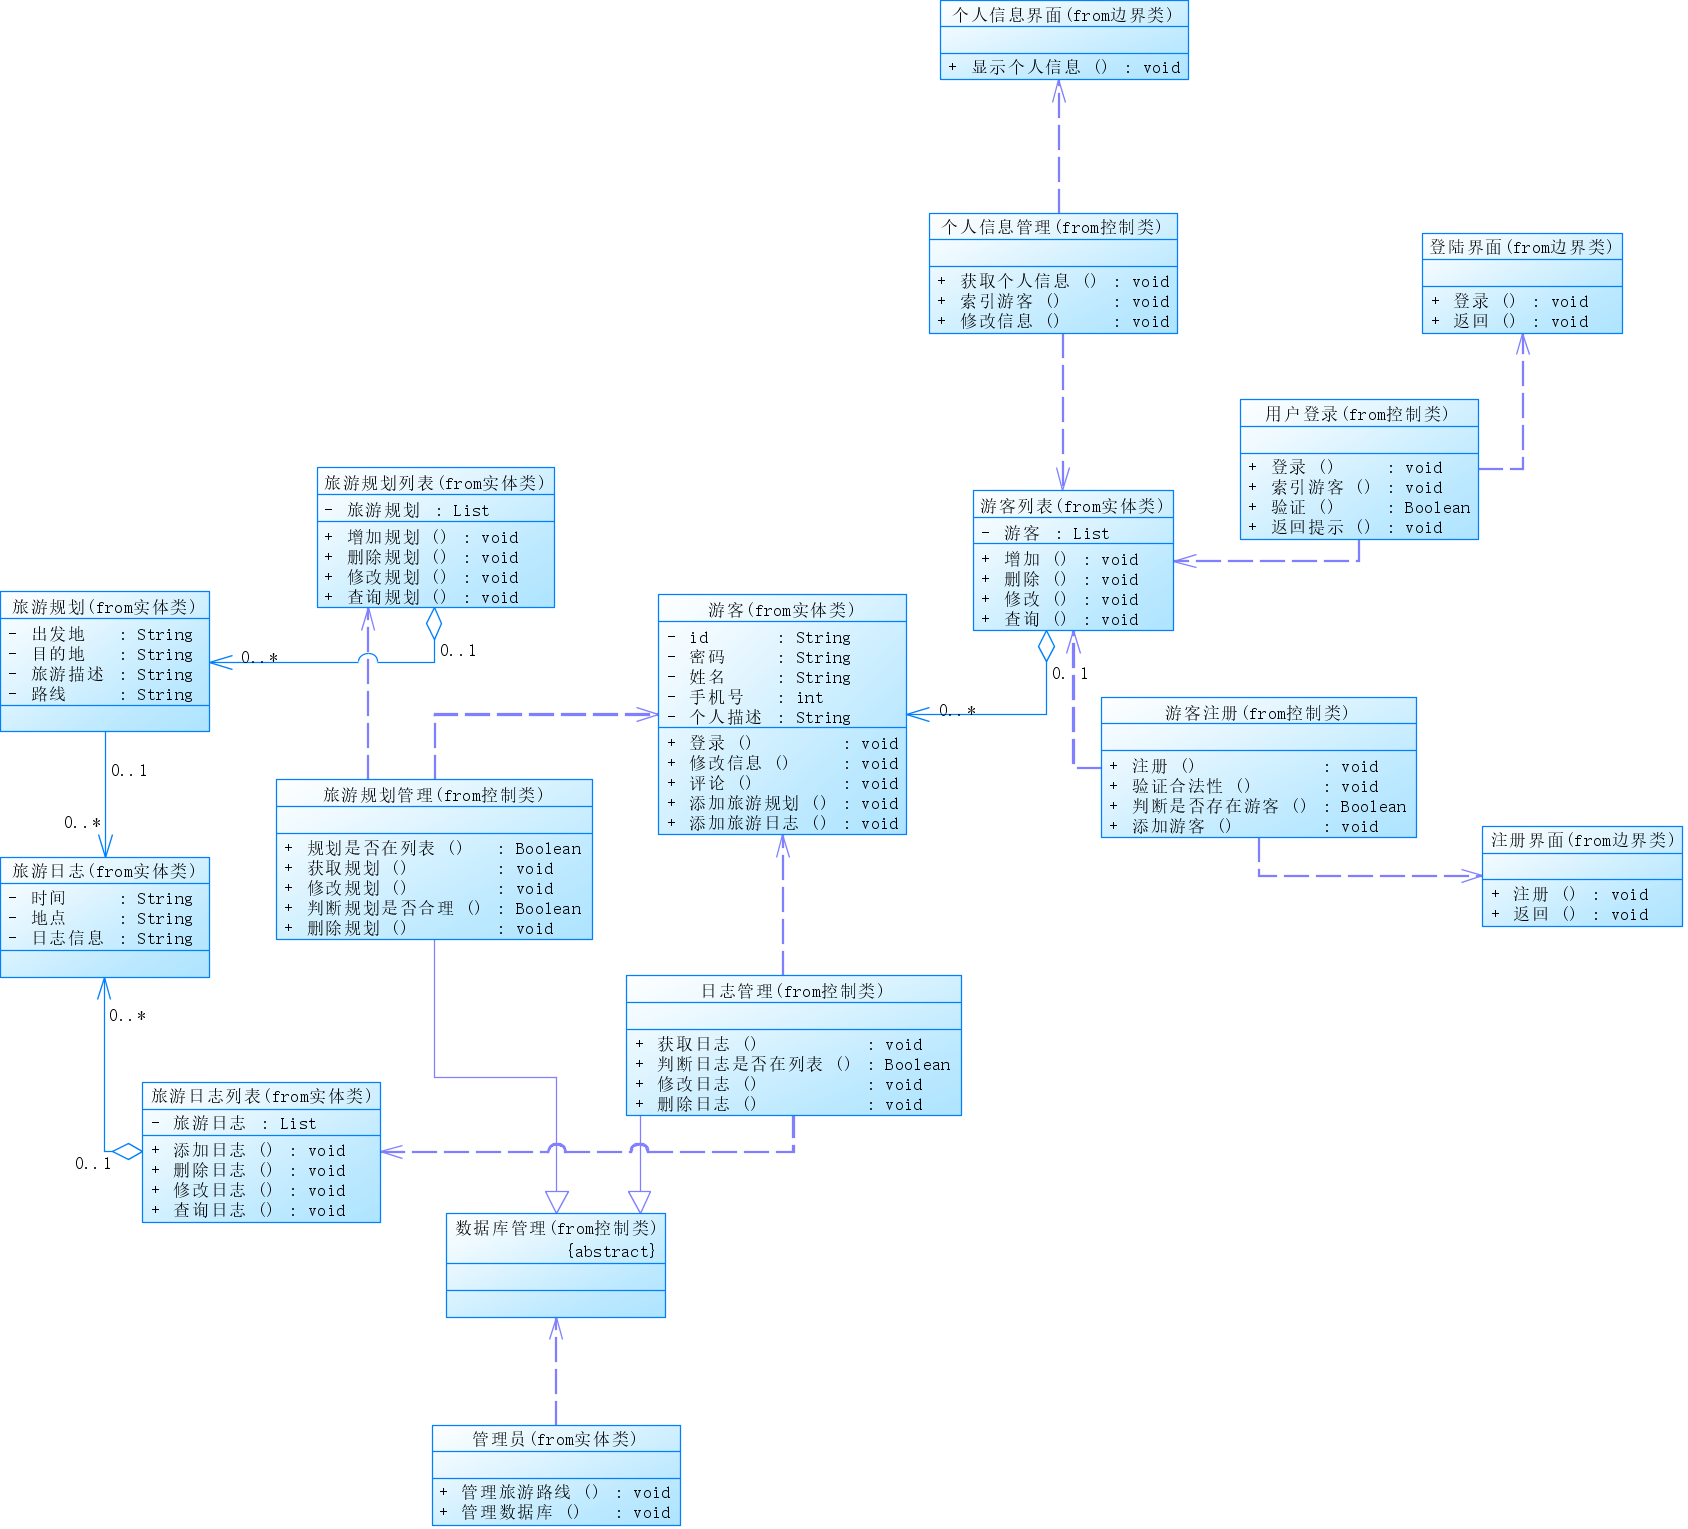 个人信息界面(from边界类)
+ 显示个人信息 () : void
个人信息管理(from控制类)
+ 获取个人信息 () : void
+ 索引游客 () : void
+ 修改信息 () : void
登陆界面(from边界类)
+ 登录 () : void
+ 返回 () : void
用户登录(from控制类)
+ 登录 () : void
+ 索引游客 () : void
+ 验证 () : Boolean
+ 返回提示 () : void
旅游规划列表(from实体类)
- 旅游规划 : List
+ 增加规划 () : void
+ 删除规划 () : void
+ 修改规划 () : void
+ 查询规划 () : void
游客列表(from实体类)
- 游客 : List
+ 增加 () : void
+ 删除 () : void
+ 修改 () : void
+ 查询 () : void
旅游规划(from实体类)
- 出发地 : String
- 目的地 : String
- 旅游描述 : String
- 路线 : String
0..*
0..1
游客(from实体类)
- id : String
- 密码 : String
- 姓名 : String
- 手机号 : int
- 个人描述 : String
+ 登录 () : void
+ 修改信息 () : void
+ 评论 () : void
+ 添加旅游规划 () : void
+ 添加旅游日志 () : void
0..1
0..*
游客注册(from控制类)
+ 注册 () : void
+ 验证合法性 () : void
+ 判断是否存在游客 () : Boolean
+ 添加游客 () : void
0..1
0..*
旅游规划管理(from控制类)
+ 规划是否在列表 () : Boolean
+ 获取规划 () : void
+ 修改规划 () : void
+ 判断规划是否合理 () : Boolean
+ 删除规划 () : void
注册界面(from边界类)
+ 注册 () : void
+ 返回 () : void
旅游日志(from实体类)
- 时间 : String
- 地点 : String
- 日志信息 : String
0..*
日志管理(from控制类)
+ 获取日志 () : void
+ 判断日志是否在列表 () : Boolean
+ 修改日志 () : void
+ 删除日志 () : void
旅游日志列表(from实体类)
- 旅游日志 : List
+ 添加日志 () : void
+ 删除日志 () : void
+ 修改日志 () : void
+ 查询日志 () : void
0..1
数据库管理(from控制类)
{abstract}
管理员(from实体类)
+ 管理旅游路线 () : void
+ 管理数据库 () : void